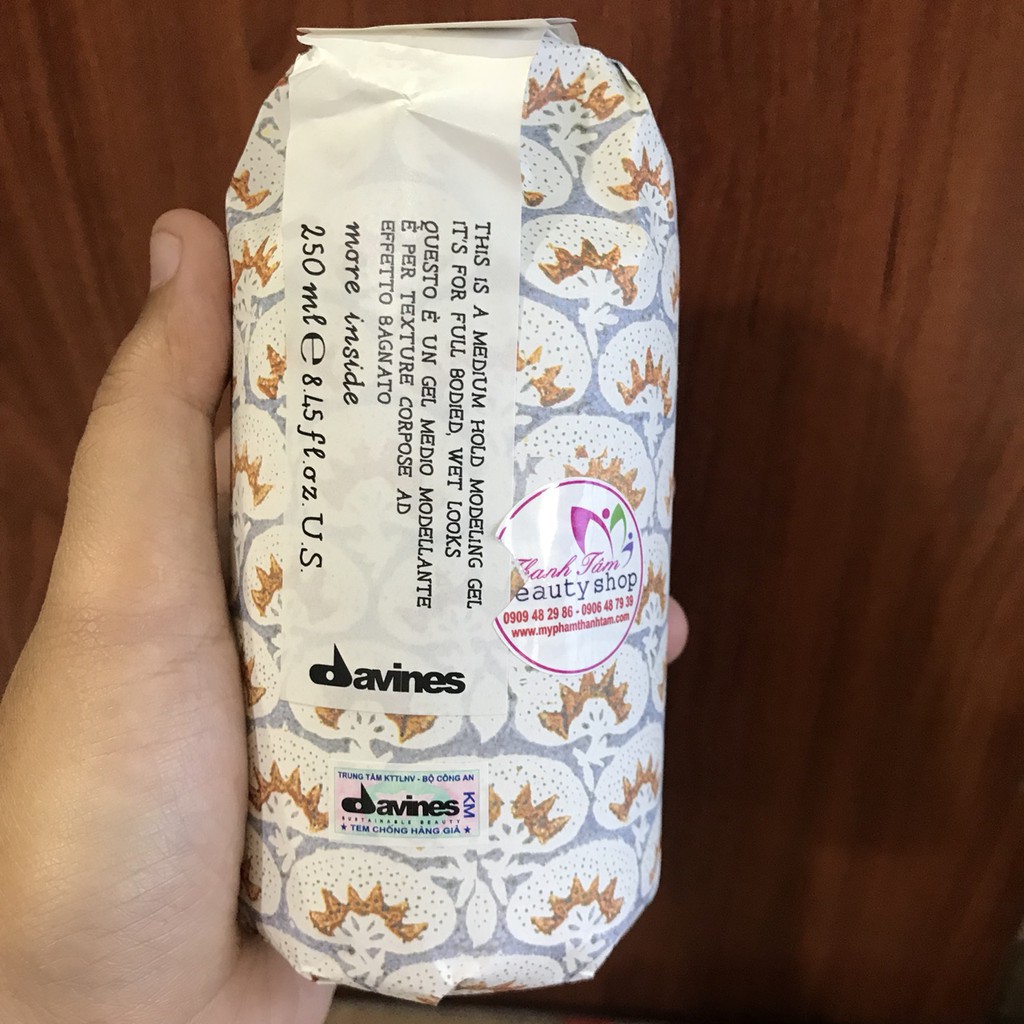 THIS IS A MEDIUM HOLD MODELING GEL
IT'S FOR FULL BODIED, WET LOOKS
QUESTO È UN GEL MEDIO MODELLANTE
È PER TEXTURE CORPOSE AD
EFFETTO BAGNATO
more inside
250 ml e 8.45 fl.oz. U.S.
davines
Thanh Tâm
eauty shop
0909 48 29 86 - 0906 48 79 39
www.myphamthanhtam.com
TRUNG TÂM KTTLNV - BỘ CÔNG AN
davines
KM
SUSTAINABLE BEAUTY
★ TEM CHỐNG HÀNG GIẢ ★